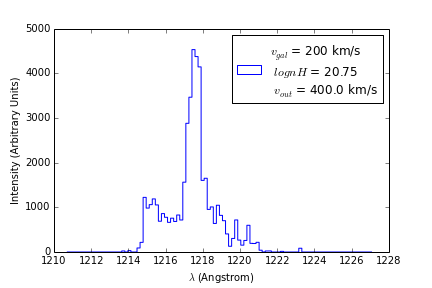 5000
4000
3000
2000
1000
0
1210 1212 1214 1216 1218 1220 1222 1224 1226 1228
Intensity (Arbitrary Units)
λ (Angstrom)
v_gal = 200 km/s
lognH = 20.75
v_out = 400.0 km/s